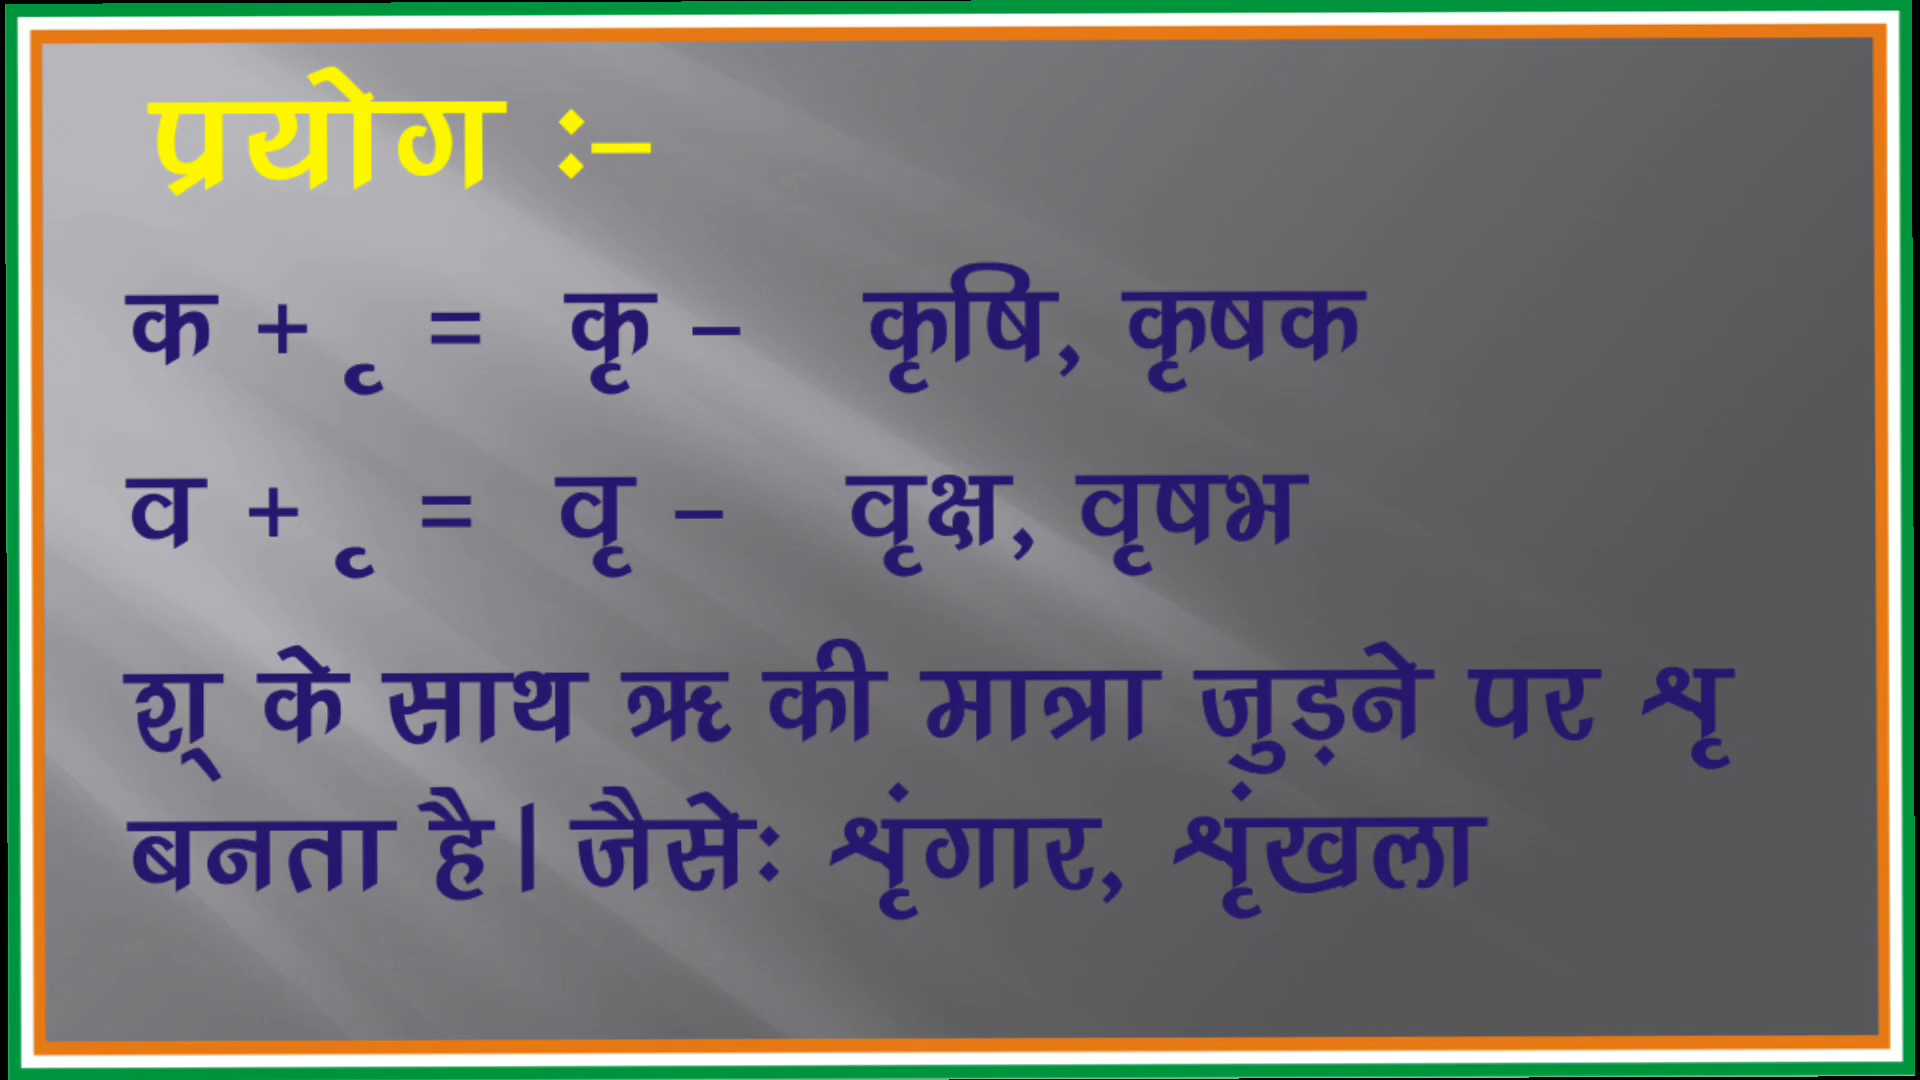 प्रयोग :–
क + ृ = कृ – कृषि, कृषक
व + ृ = वृ – वृक्ष, वृषभ
श् के साथ ऋ की मात्रा जुड़ने पर शृ
बनता है। जैसेः शृंगार, शृंखला